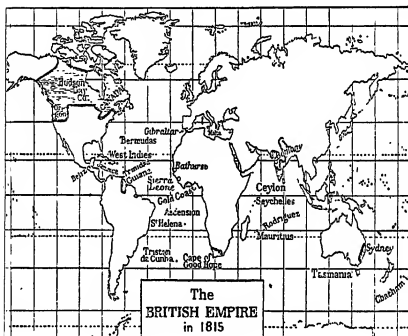 Hudson
Bay
Co.
Gibraltar
Malta
Bermudas
West Indies
Bathurst
Trinidad
Guiana
Sierra
Leone
Gold Coast
Ceylon
Seychelles
Ascension
St Helena
Rodriguez
Mauritius
Tristan
da Cunha
Cape of
Good Hope
Sydney
Tasmania
Chatham
The
BRITISH EMPIRE
in 1815